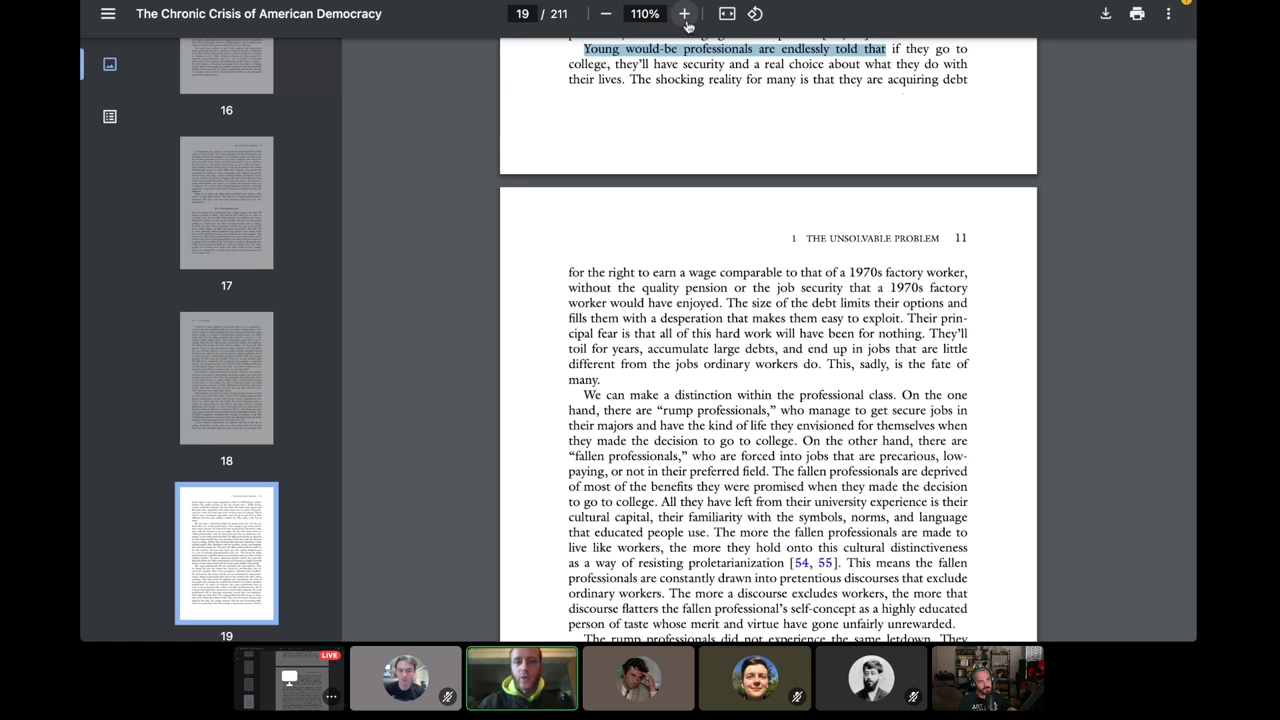 The Chronic Crisis of American Democracy
19 / 211
110%
Young working professionals are endlessly told that if they go to
college, they'll have security and a real choice about what they do with
their lives. The shocking reality for many is that they are acquiring debt
16
17
18
19
1 THE UNSOLVABLE PROBLEM 11
for the right to earn a wage comparable to that of a 1970s factory worker,
without the quality pension or the job security that a 1970s factory
worker would have enjoyed. The size of the debt limits their options and
fills them with a desperation that makes them easy to exploit. Their prin-
cipal fear is that all of this hard work will have been for nothing. They'll
toil for years, accumulate large debts, and end up in jobs that are little
different from the jobs ordinary workers do. This, sadly, is the fate of
many.
We can make a distinction within the professional class. On the one
hand, there are "rump professionals," who manage to get secure jobs in
their majors and have the kind of life they envisioned for themselves when
they made the decision to go to college. On the other hand, there are
"fallen professionals," who are forced into jobs that are precarious, low-
paying, or not in their preferred field. The fallen professionals are deprived
of most of the benefits they were promised when they made the decision
to go to college. All they have left from their university experience is the
cultural capital—the familiarity with the symbols, norms, and language
that educated people use. The more the fallen professionals are made to
live like workers, the more they hold onto this cultural distinctiveness
as a way of resisting proletarianization [54, 55]. This makes the fallen
professionals constantly drawn into pretentious discourses that exclude
ordinary workers. The more a discourse excludes workers, the more that
discourse flatters the fallen professional's self-concept as a highly educated
person of taste whose merit and virtue have gone unfairly unrewarded.
The rump professionals did not experience the same letdown. They
LIVE